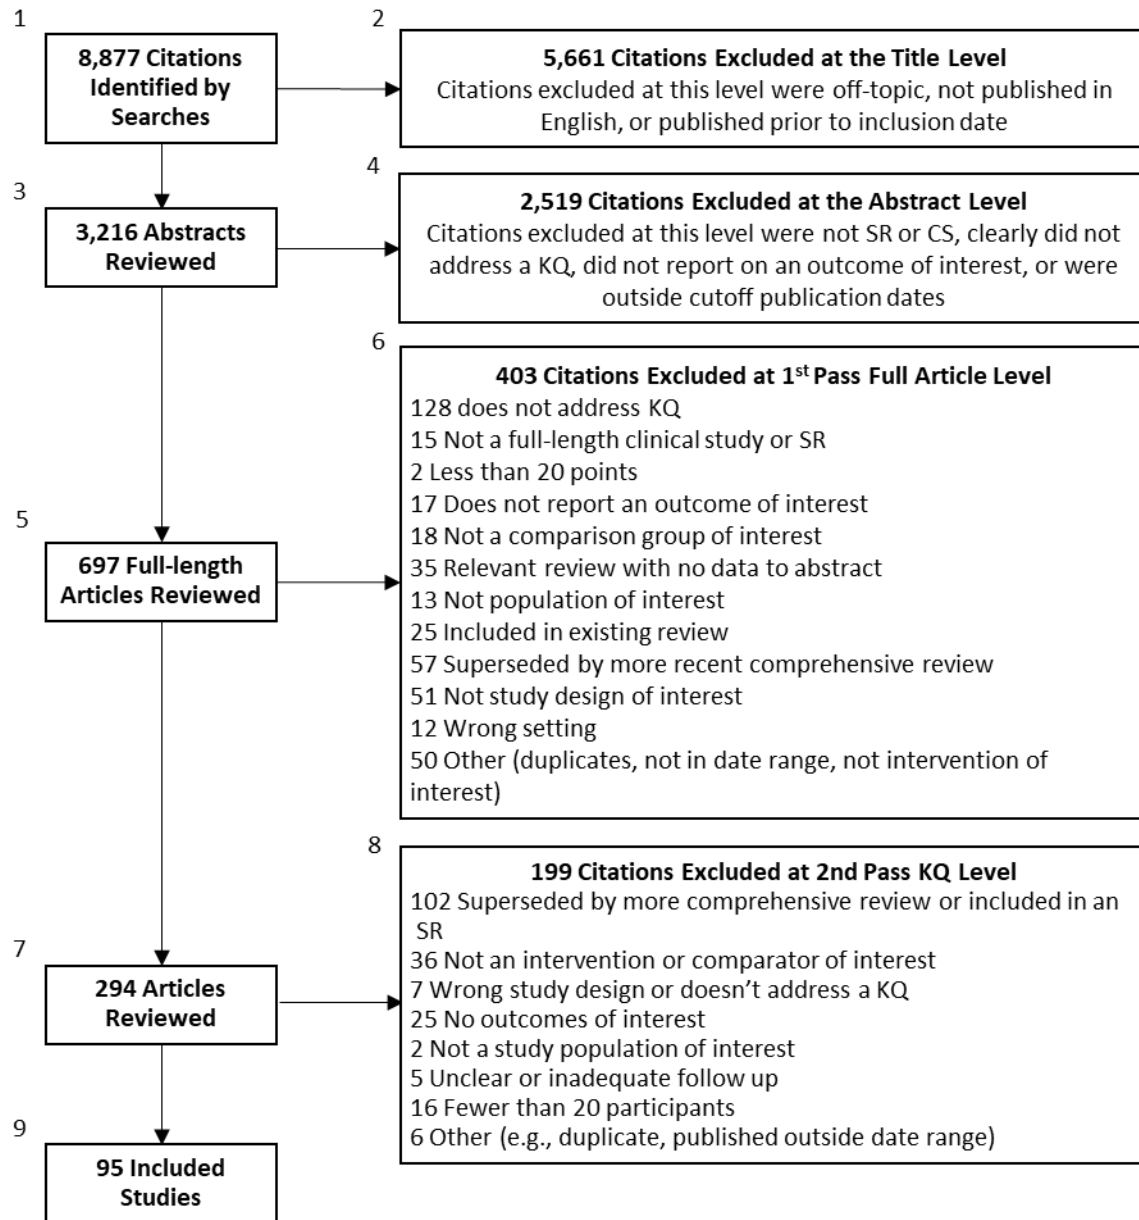 1
8,877 Citations
Identified by
Searches
2
5,661 Citations Excluded at the Title Level
Citations excluded at this level were off-topic, not published in
English, or published prior to inclusion date
3
3,216 Abstracts
Reviewed
4
2,519 Citations Excluded at the Abstract Level
Citations excluded at this level were not SR or CS, clearly did not
address a KQ, did not report on an outcome of interest, or were
outside cutoff publication dates
5
697 Full-length
Articles Reviewed
6
403 Citations Excluded at 1st Pass Full Article Level
128 does not address KQ
15 Not a full-length clinical study or SR
2 Less than 20 points
17 Does not report an outcome of interest
18 Not a comparison group of interest
35 Relevant review with no data to abstract
13 Not population of interest
25 Included in existing review
57 Superseded by more recent comprehensive review
51 Not study design of interest
12 Wrong setting
50 Other (duplicates, not in date range, not intervention of
interest)
7
294 Articles
Reviewed
8
199 Citations Excluded at 2nd Pass KQ Level
102 Superseded by more comprehensive review or included in an
SR
36 Not an intervention or comparator of interest
7 Wrong study design or doesn’t address a KQ
25 No outcomes of interest
2 Not a study population of interest
5 Unclear or inadequate follow up
16 Fewer than 20 participants
6 Other (e.g., duplicate, published outside date range)
9
95 Included
Studies